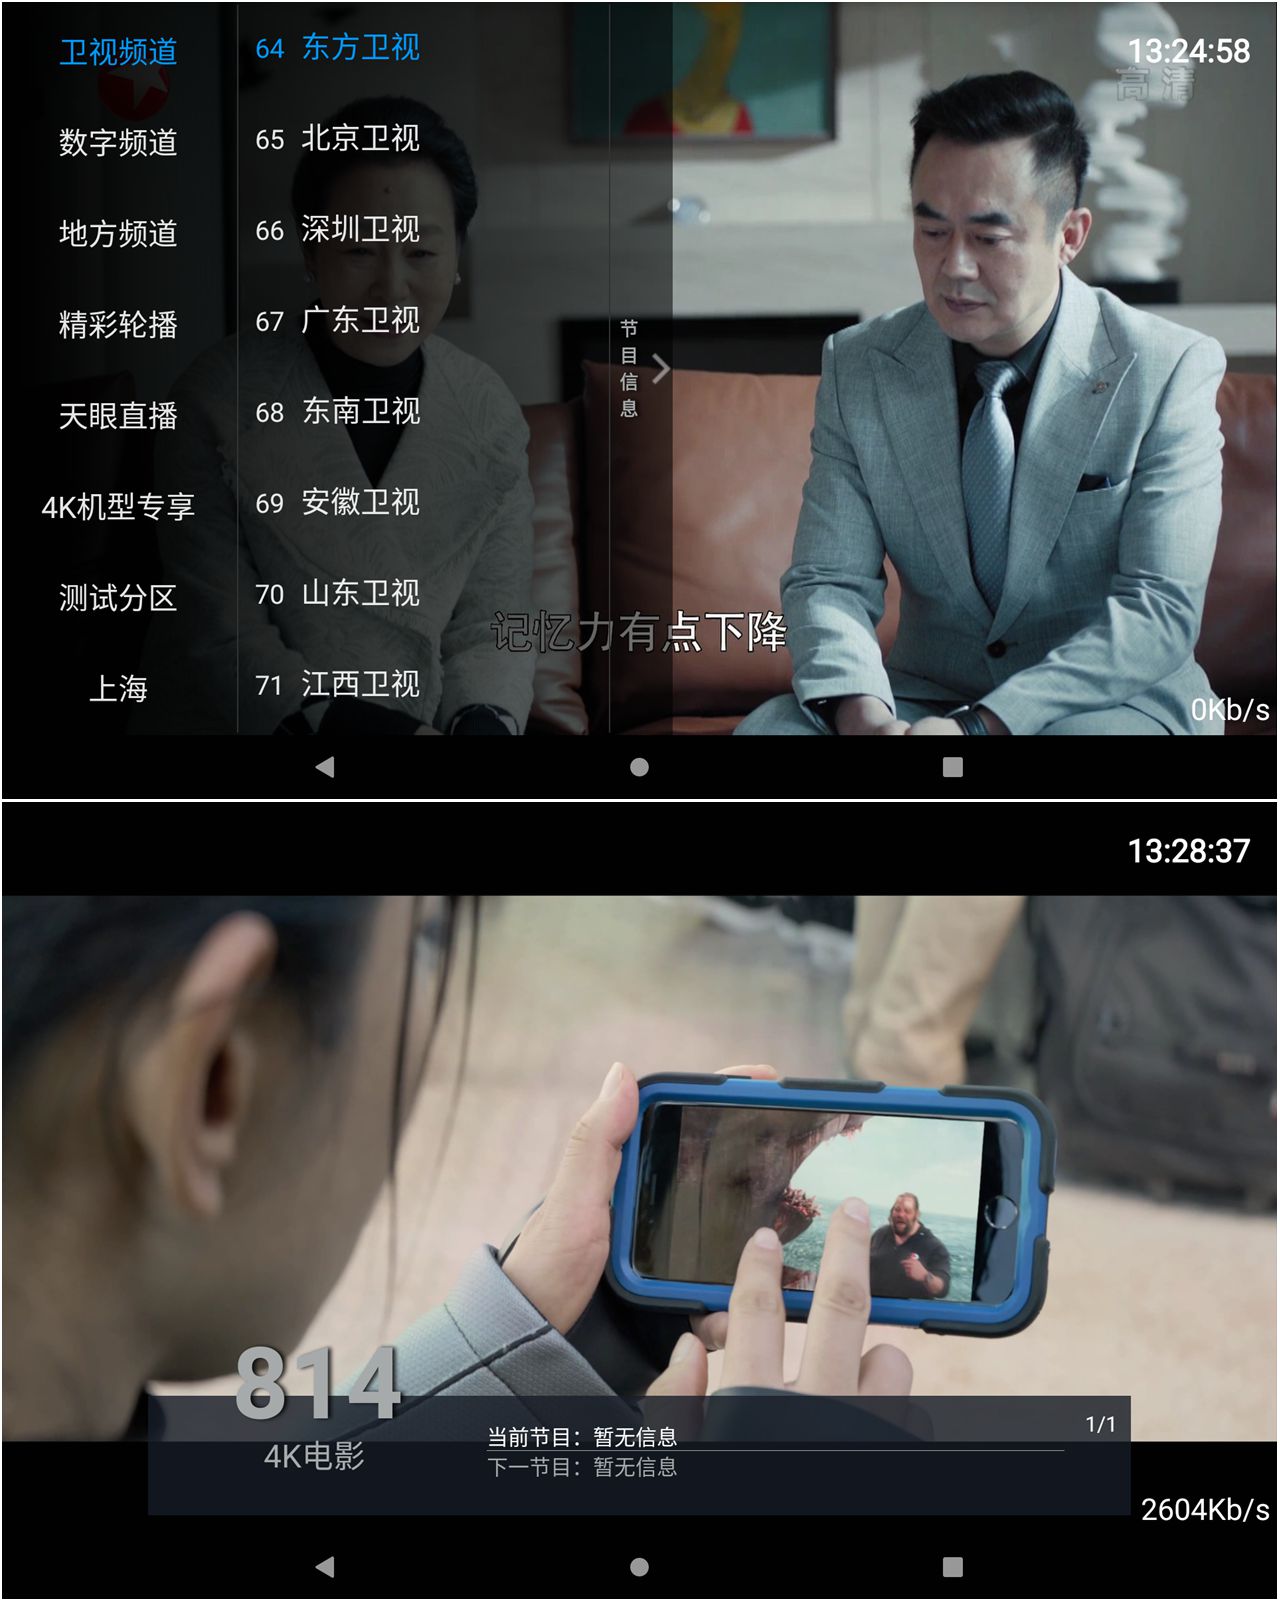 卫视频道
数字频道
地方频道
精彩轮播
天眼直播
4K机型专享
测试分区
上海
64 东方卫视
65 北京卫视
66 深圳卫视
67 广东卫视
68 东南卫视
69 安徽卫视
70 山东卫视
71 江西卫视
节目信息
13:24:58
高清
记忆力有点下降
0Kb/s
13:28:37
814
4K电影
当前节目：暂无信息
下一节目：暂无信息
1/1
2604Kb/s